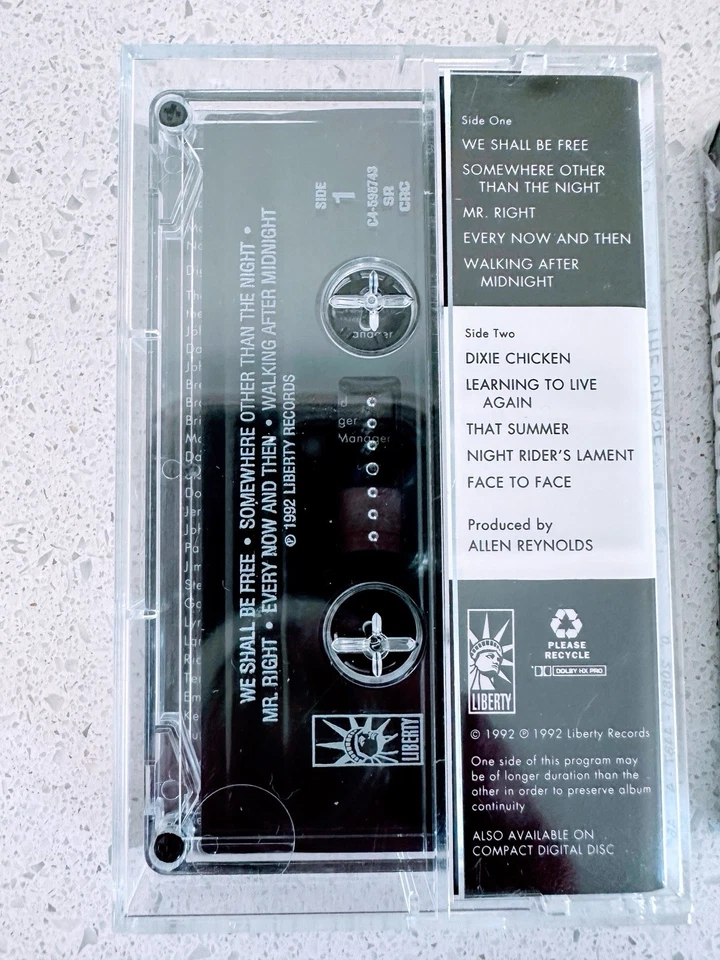 SIDE
1
C4-598743
SR
CRC
WE SHALL BE FREE • SOMEWHERE OTHER THAN THE NIGHT •
MR. RIGHT • EVERY NOW AND THEN • WALKING AFTER MIDNIGHT
℗ 1992 LIBERTY RECORDS
Manager
LIBERTY
Side One
WE SHALL BE FREE
SOMEWHERE OTHER
THAN THE NIGHT
MR. RIGHT
EVERY NOW AND THEN
WALKING AFTER
MIDNIGHT
Side Two
DIXIE CHICKEN
LEARNING TO LIVE
AGAIN
THAT SUMMER
NIGHT RIDER'S LAMENT
FACE TO FACE
Produced by
ALLEN REYNOLDS
LIBERTY
PLEASE
RECYCLE
DOLBY HX PRO
© 1992 ℗ 1992 Liberty Records
One side of this program may
be of longer duration than the
other in order to preserve album
continuity
ALSO AVAILABLE ON
COMPACT DIGITAL DISC